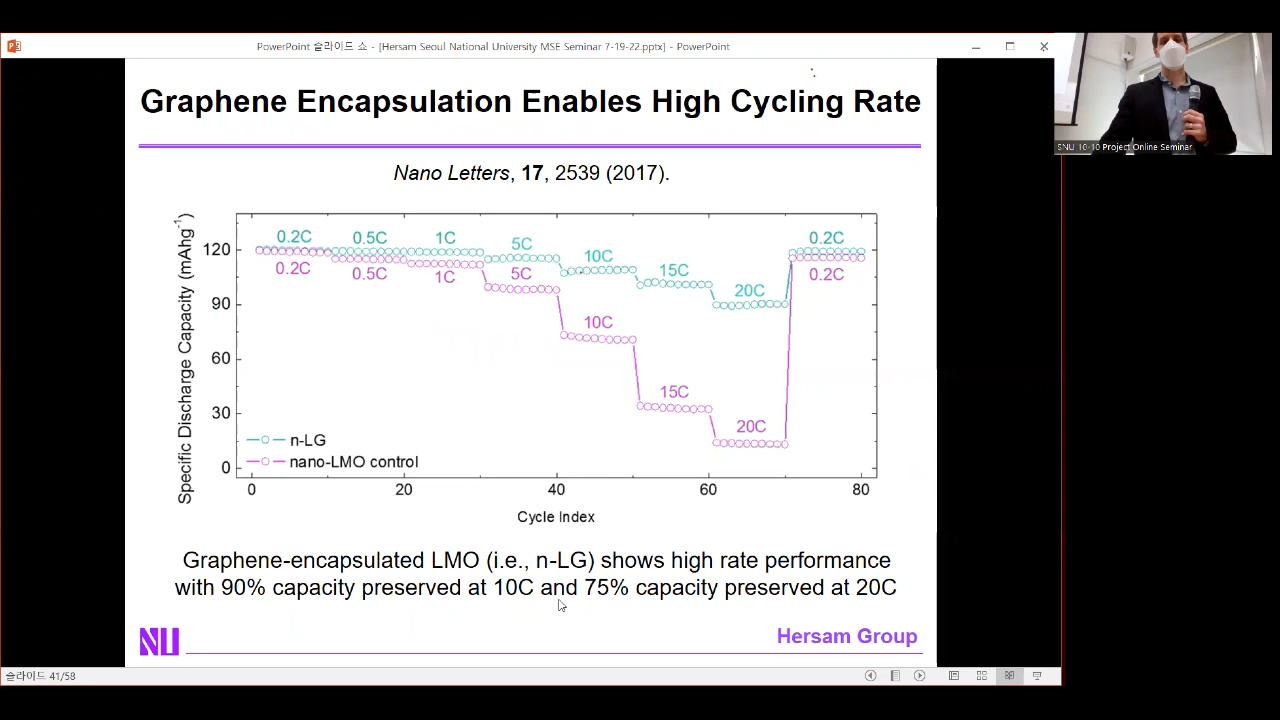 PowerPoint 슬라이드 쇼 - [Hersam Seoul National University MSE Seminar 7-19-22.pptx] - PowerPoint
SNU 10-10 Project Online Seminar
Graphene Encapsulation Enables High Cycling Rate
Nano Letters, 17, 2539 (2017).
Specific Discharge Capacity (mAhg-1)
120
90
60
30
0
0.2C 0.5C 1C 5C 10C 15C 20C 0.2C
0.2C 0.5C 1C 5C 10C 15C 20C 0.2C
n-LG
nano-LMO control
0 20 40 60 80
Cycle Index
Graphene-encapsulated LMO (i.e., n-LG) shows high rate performance
with 90% capacity preserved at 10C and 75% capacity preserved at 20C
NU
Hersam Group
슬라이드 41/58